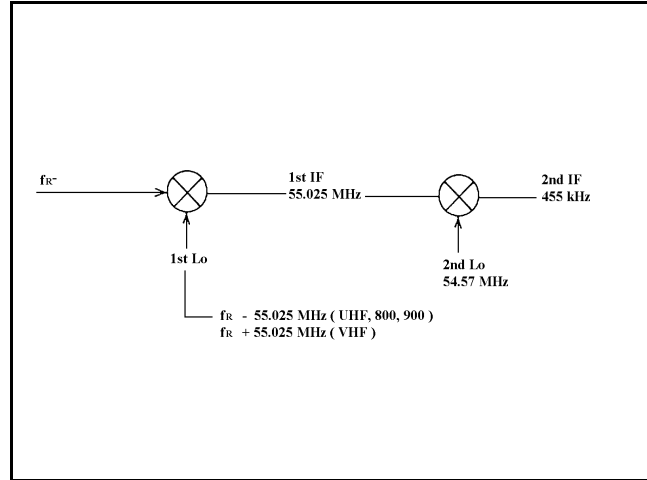 fR-
1st IF
55.025 MHz
2nd IF
455 kHz
1st Lo
2nd Lo
54.57 MHz
fR - 55.025 MHz ( UHF, 800, 900 )
fR + 55.025 MHz ( VHF )